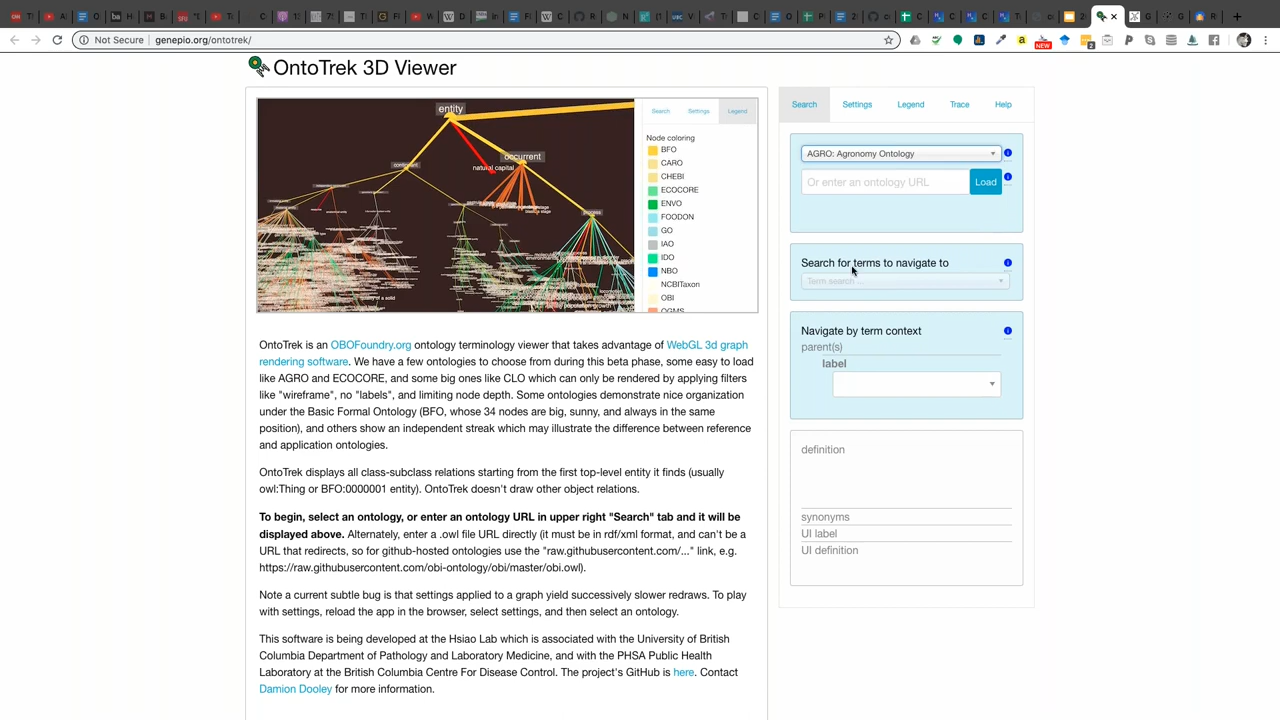 Not Secure | genepio.org/ontotrek/
NEW
2
OntoTrek 3D Viewer
entity
occurrent
natural capital
continuant
process
Search Settings Legend
Node coloring
BFO
CARO
CHEBI
ECOCORE
ENVO
FOODON
GO
IAO
IDO
NBO
NCBITaxon
OBI
OGMS
OntoTrek is an OBOFoundry.org ontology terminology viewer that takes advantage of WebGL 3d graph
rendering software. We have a few ontologies to choose from during this beta phase, some easy to load
like AGRO and ECOCORE, and some big ones like CLO which can only be rendered by applying filters
like "wireframe", no "labels", and limiting node depth. Some ontologies demonstrate nice organization
under the Basic Formal Ontology (BFO, whose 34 nodes are big, sunny, and always in the same
position), and others show an independent streak which may illustrate the difference between reference
and application ontologies.
OntoTrek displays all class-subclass relations starting from the first top-level entity it finds (usually
owl:Thing or BFO:0000001 entity). OntoTrek doesn't draw other object relations.
To begin, select an ontology, or enter an ontology URL in upper right "Search" tab and it will be
displayed above. Alternately, enter a .owl file URL directly (it must be in rdf/xml format, and can't be a
URL that redirects, so for github-hosted ontologies use the "raw.githubusercontent.com/..." link, e.g.
https://raw.githubusercontent.com/obi-ontology/obi/master/obi.owl).
Note a current subtle bug is that settings applied to a graph yield successively slower redraws. To play
with settings, reload the app in the browser, select settings, and then select an ontology.
This software is being developed at the Hsiao Lab which is associated with the University of British
Columbia Department of Pathology and Laboratory Medicine, and with the PHSA Public Health
Laboratory at the British Columbia Centre For Disease Control. The project's GitHub is here. Contact
Damion Dooley for more information.
Search Settings Legend Trace Help
AGRO: Agronomy Ontology
Or enter an ontology URL Load
Search for terms to navigate to
Term search ...
Navigate by term context
parent(s)
label
definition
synonyms
UI label
UI definition